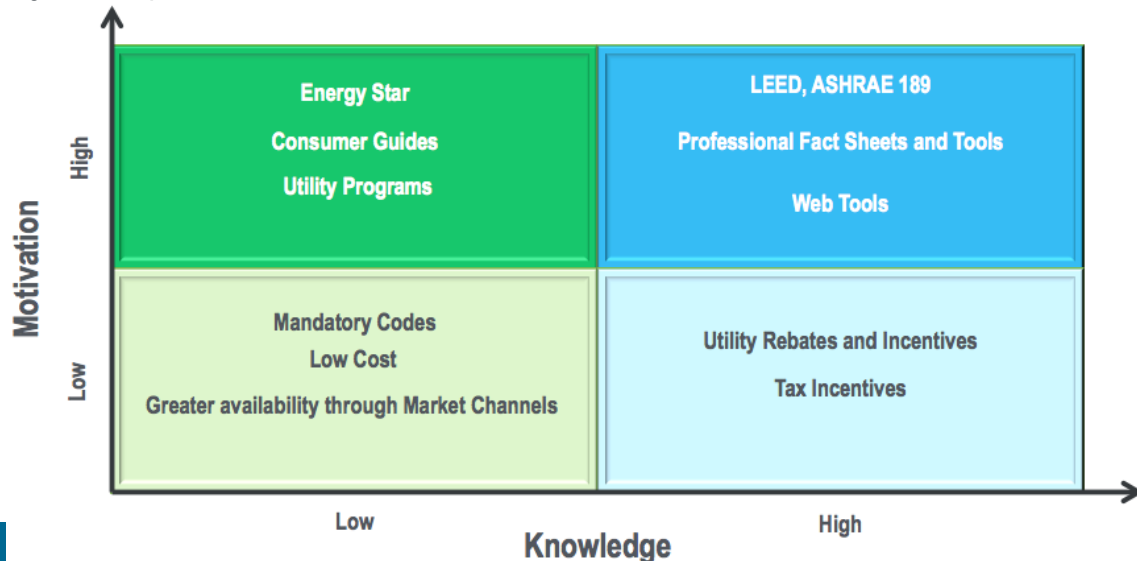 Energy Star
Consumer Guides
Utility Programs
LEED, ASHRAE 189
Professional Fact Sheets and Tools
Web Tools
High
Motivation
Low
Mandatory Codes
Low Cost
Greater availability through Market Channels
Utility Rebates and Incentives
Tax Incentives
Low
High
Knowledge